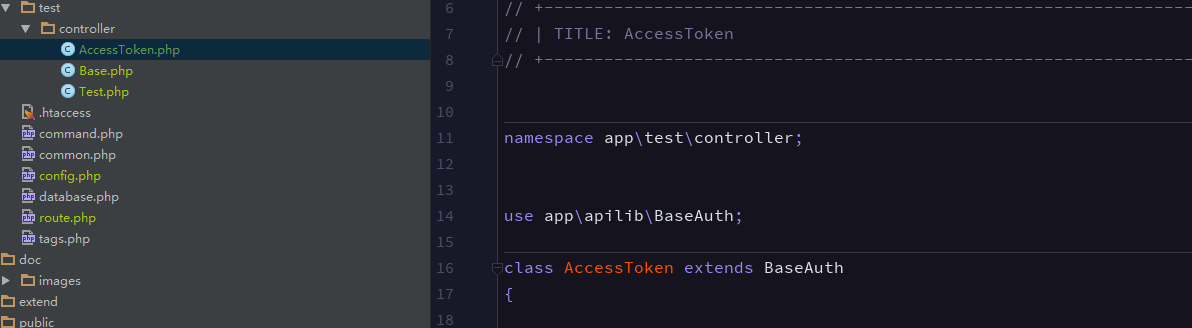 test
controller
AccessToken.php
Base.php
Test.php
.htaccess
command.php
common.php
config.php
database.php
route.php
tags.php
doc
images
extend
public
6 // +----------------------------------------------------------------------
7 // | TITLE: AccessToken
8 // +----------------------------------------------------------------------
9
10
11 namespace app\test\controller;
12
13
14 use app\apilib\BaseAuth;
15
16 class AccessToken extends BaseAuth
17 {
18